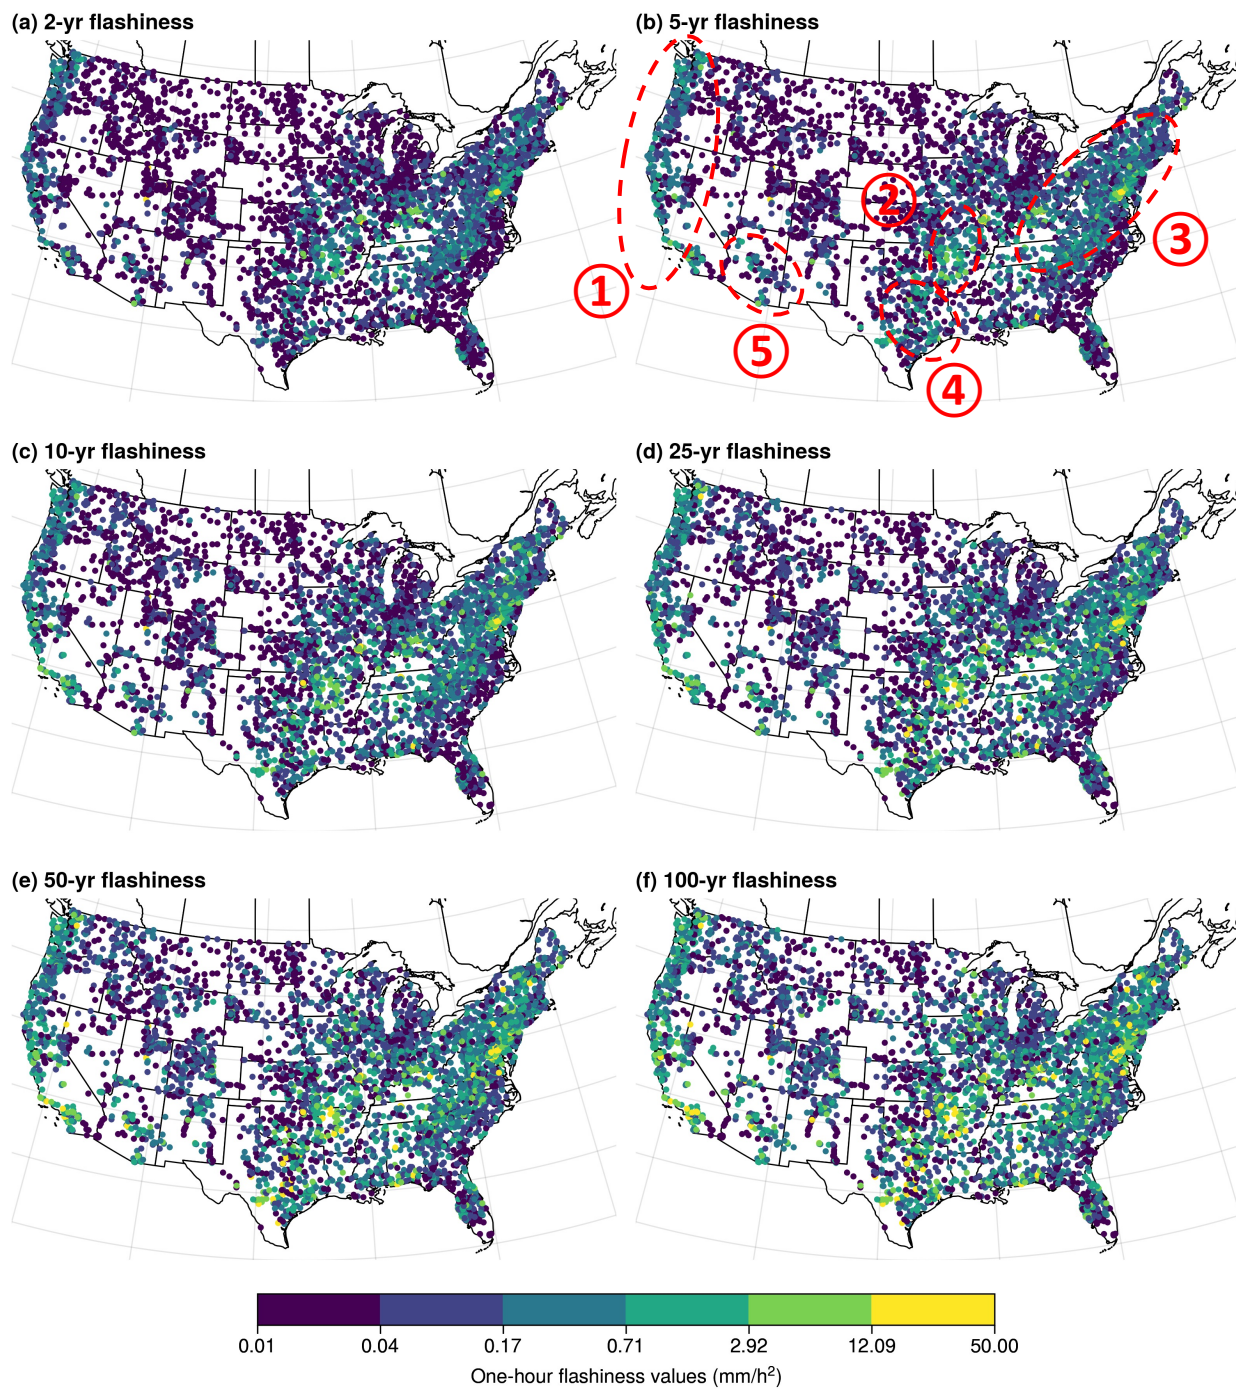 (a) 2-yr flashiness
(b) 5-yr flashiness
①
②
③
④
⑤
(c) 10-yr flashiness
(d) 25-yr flashiness
(e) 50-yr flashiness
(f) 100-yr flashiness
0.01 0.04 0.17 0.71 2.92 12.09 50.00
One-hour flashiness values (mm/h²)